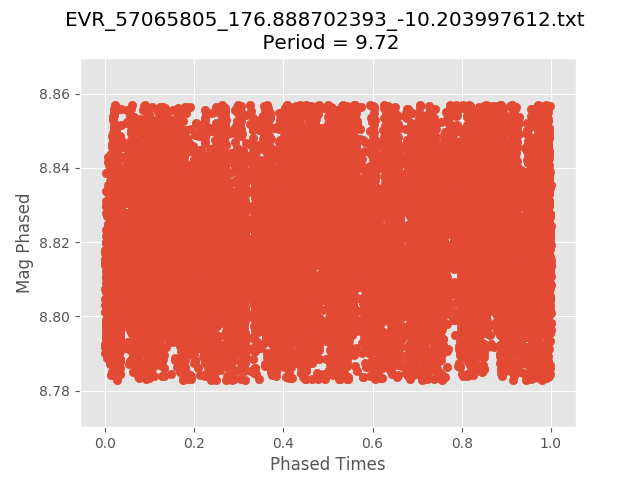 EVR_57065805_176.888702393_-10.203997612.txt
Period = 9.72
Mag Phased
8.86
8.84
8.82
8.80
8.78
0.0 0.2 0.4 0.6 0.8 1.0
Phased Times